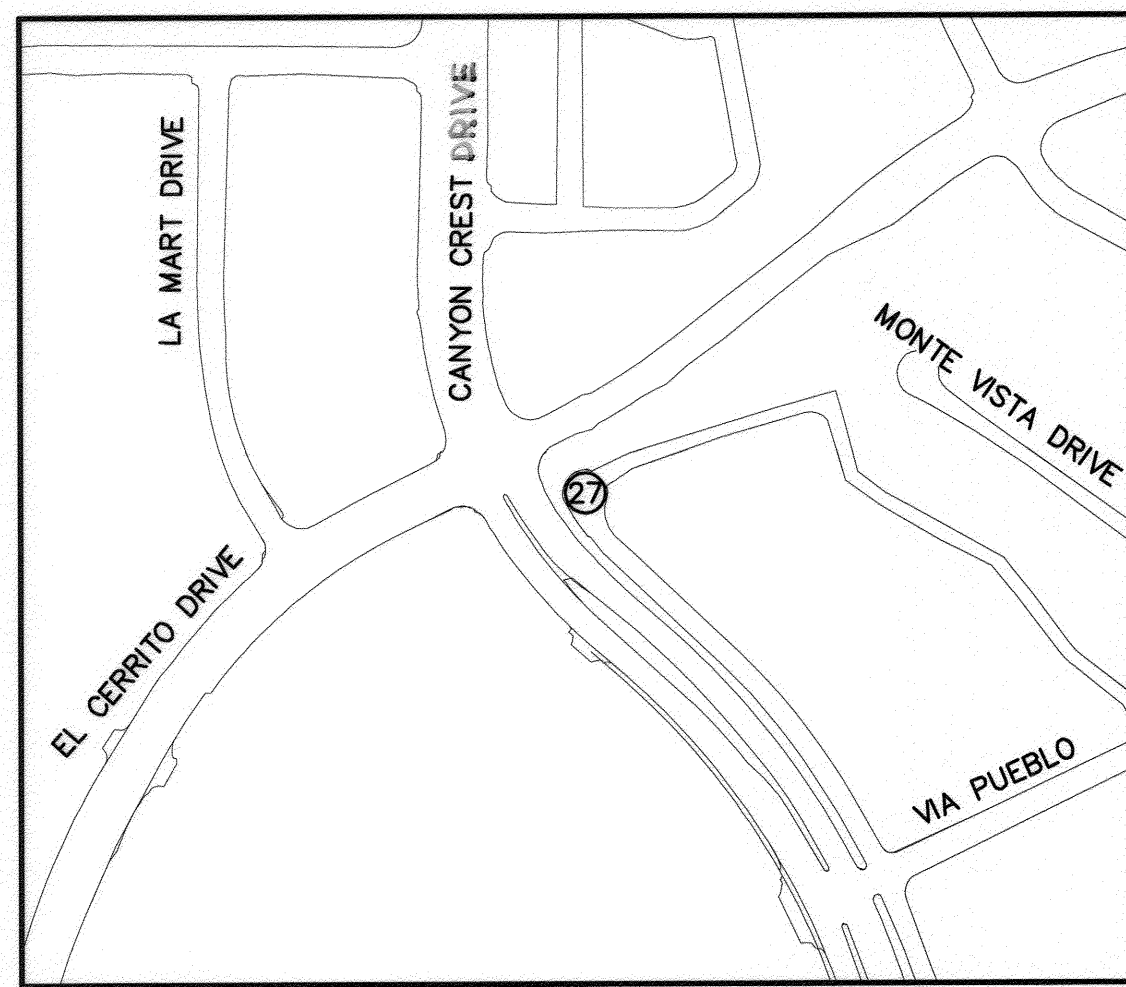 LA MART DRIVE
CANYON CREST DRIVE
MONTE VISTA DRIVE
27
EL CERRITO DRIVE
VIA PUEBLO